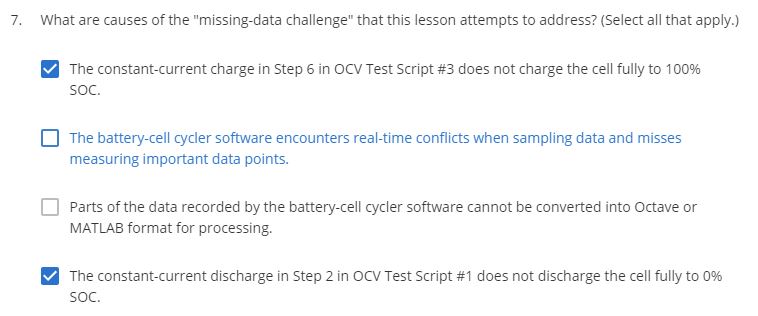 7. What are causes of the "missing-data challenge" that this lesson attempts to address? (Select all that apply.)
The constant-current charge in Step 6 in OCV Test Script #3 does not charge the cell fully to 100%
SOC.
The battery-cell cycler software encounters real-time conflicts when sampling data and misses
measuring important data points.
Parts of the data recorded by the battery-cell cycler software cannot be converted into Octave or
MATLAB format for processing.
The constant-current discharge in Step 2 in OCV Test Script #1 does not discharge the cell fully to 0%
SOC.